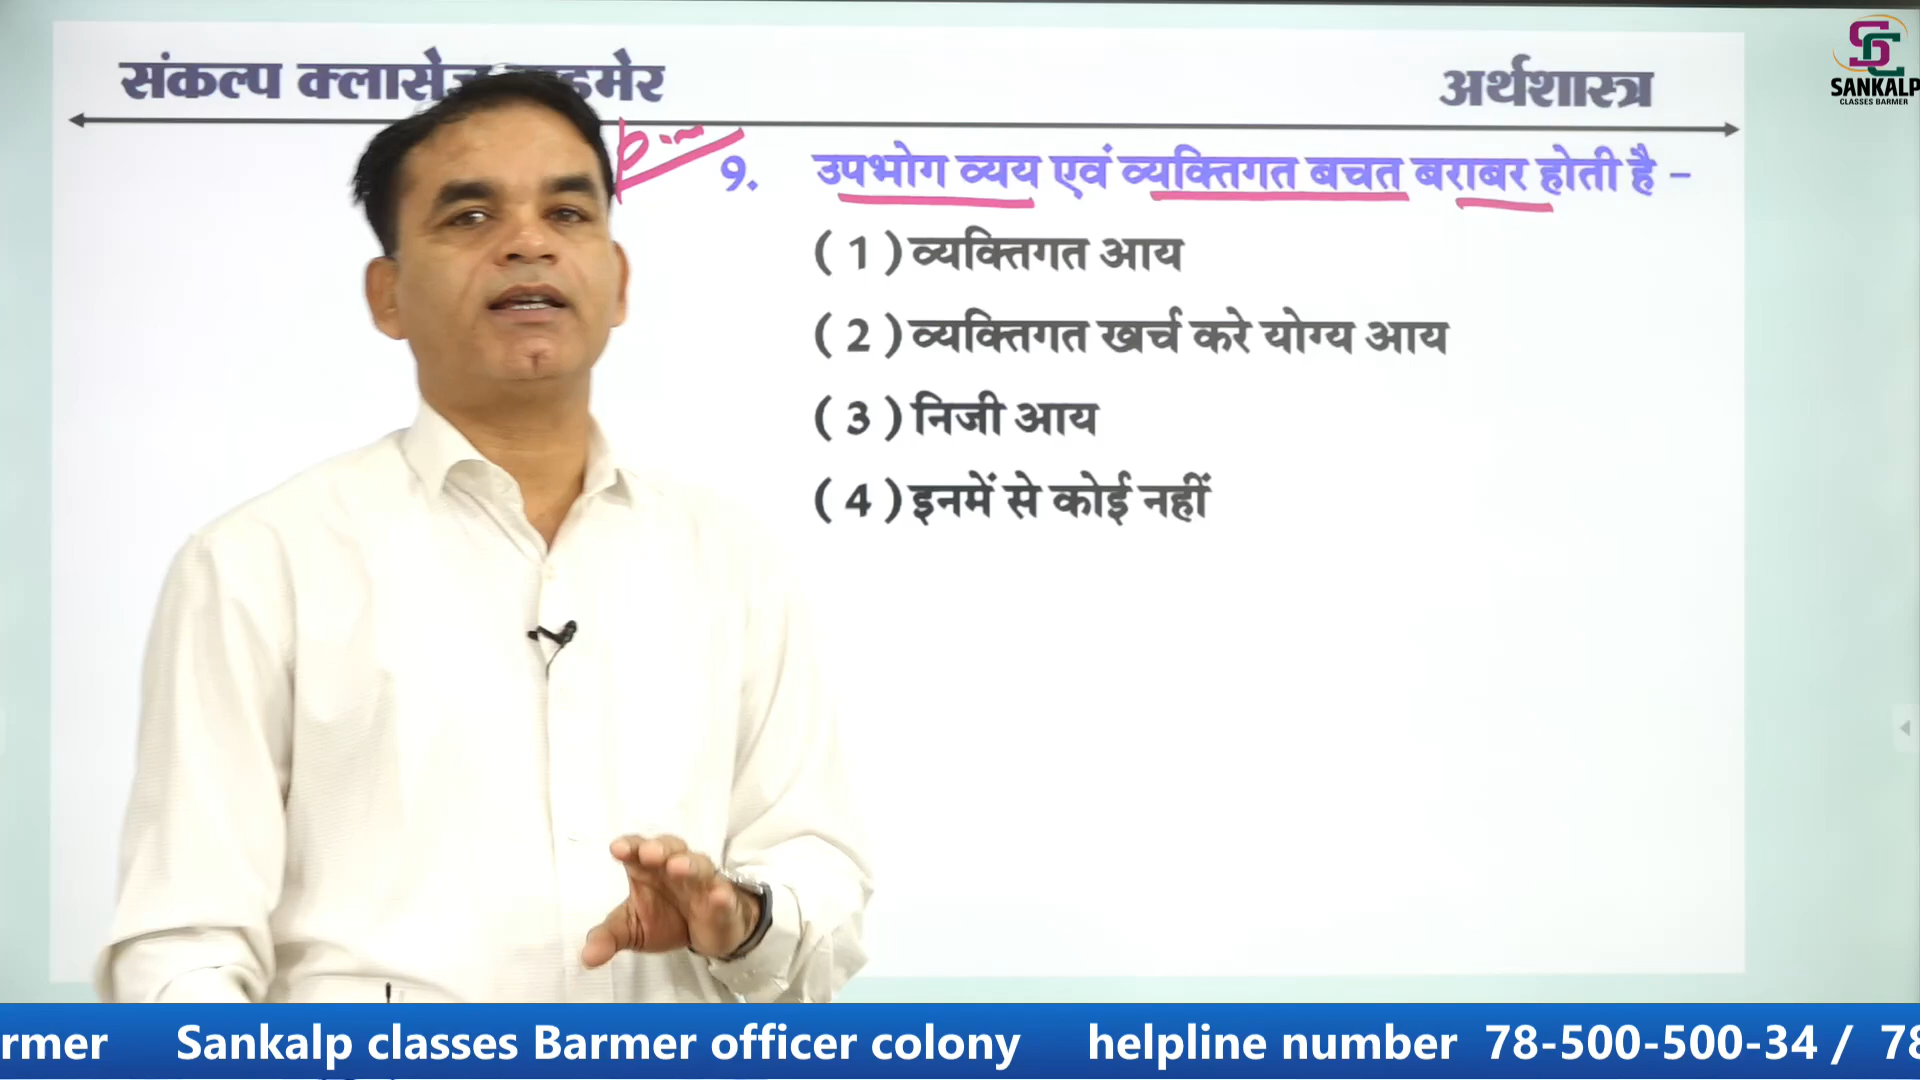 संकल्प क्लासेज बाड़मेर
अर्थशास्त्र
SANKALP
CLASSES BARMER
9. उपभोग व्यय एवं व्यक्तिगत बचत बराबर होती है –
( 1 ) व्यक्तिगत आय
( 2 ) व्यक्तिगत खर्च करे योग्य आय
( 3 ) निजी आय
( 4 ) इनमें से कोई नहीं
rmer Sankalp classes Barmer officer colony helpline number 78-500-500-34 / 78